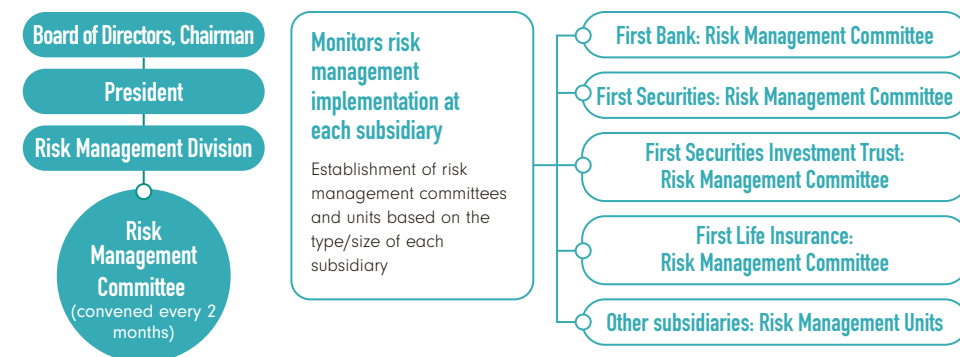 Board of Directors, Chairman
President
Risk Management Division
Risk
Management
Committee
(convened every 2
months)
Monitors risk
management
implementation at
each subsidiary
Establishment of risk
management committees
and units based on the
type/size of each
subsidiary
First Bank: Risk Management Committee
First Securities: Risk Management Committee
First Securities Investment Trust:
Risk Management Committee
First Life Insurance:
Risk Management Committee
Other subsidiaries: Risk Management Units